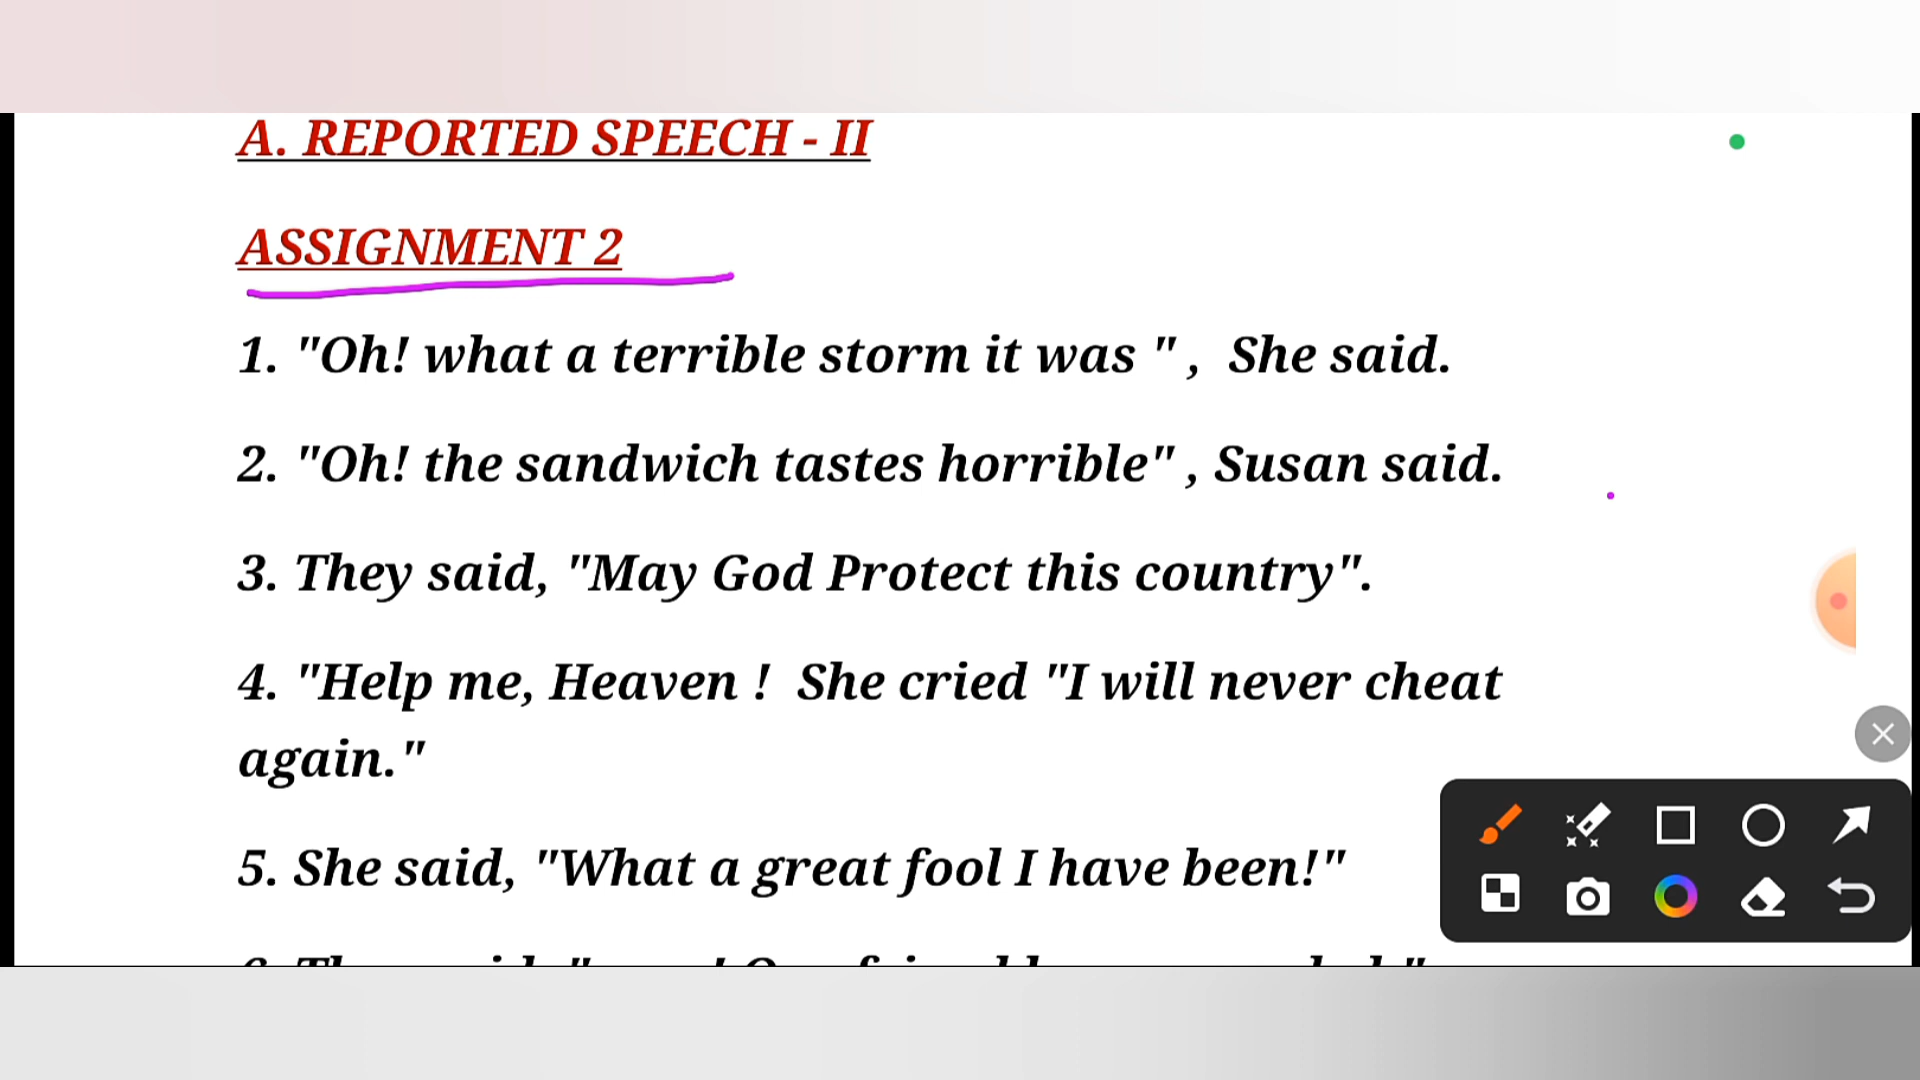 A. REPORTED SPEECH - II
ASSIGNMENT 2
1. "Oh! what a terrible storm it was " ,  She said.
2. "Oh! the sandwich tastes horrible" , Susan said.
3. They said, "May God Protect this country".
4. "Help me, Heaven !  She cried "I will never cheat
again."
5. She said, "What a great fool I have been!"